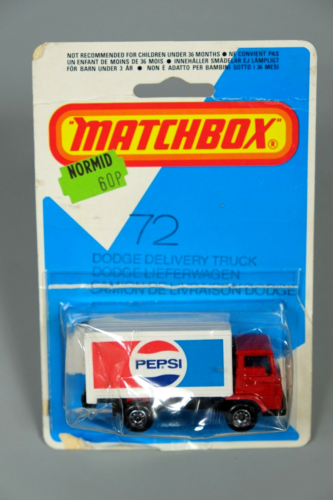 NOT RECOMMENDED FOR CHILDREN UNDER 36 MONTHS • NE CONVIENT PAS
UN ENFANT DE MOINS DE 36 MOIS • INNEHÅLLER SMÅDELAR EJ LÄMPLIGT
FÖR BARN UNDER 3 ÅR • NON È ADATTO PER BAMBINI SOTTO I 36 MESI
"MATCHBOX"®
NORMID
60P
72
DODGE DELIVERY TRUCK
DODGE LIEFERWAGEN
CAMION DE LIVRAISON DODGE
PEPSI